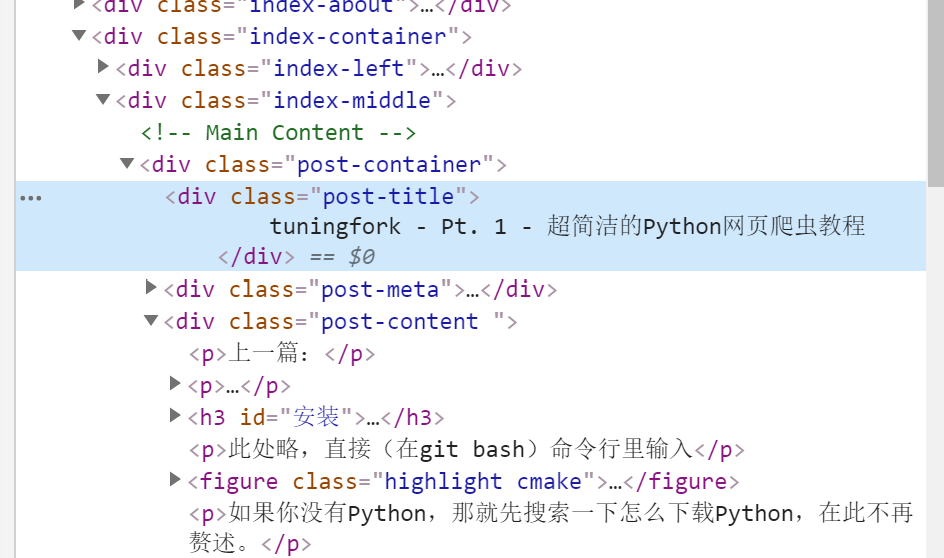 <div class="index-about">…</div>
<div class="index-container">
<div class="index-left">…</div>
<div class="index-middle">
<!-- Main Content -->
<div class="post-container">
<div class="post-title">
tuningfork - Pt. 1 - 超简洁的Python网页爬虫教程
</div> == $0
<div class="post-meta">…</div>
<div class="post-content ">
<p>上一篇：</p>
<p>…</p>
<h3 id="安装">…</h3>
<p>此处略，直接（在git bash）命令行里输入</p>
<figure class="highlight cmake">…</figure>
<p>如果你没有Python，那就先搜索一下怎么下载Python，在此不再
赘述。</p>